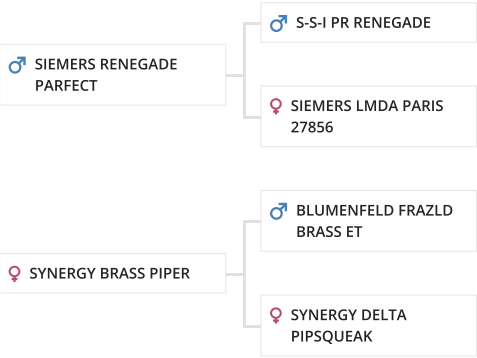 S-S-I PR RENEGADE
SIEMERS RENEGADE
PARFECT
SIEMERS LMDA PARIS
27856
BLUMENFELD FRAZLD
BRASS ET
SYNERGY BRASS PIPER
SYNERGY DELTA
PIPSQUEAK